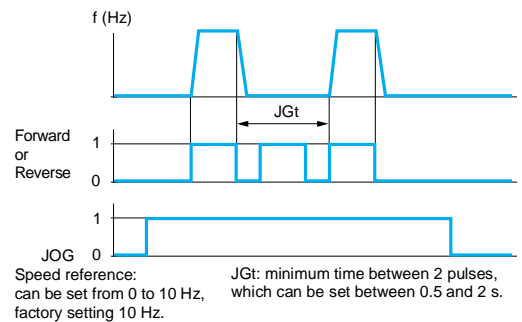 f (Hz)
JGt
Forward
or
Reverse
1
0
1
JOG 0
Speed reference:
can be set from 0 to 10 Hz,
factory setting 10 Hz.
JGt: minimum time between 2 pulses,
which can be set between 0.5 and 2 s.